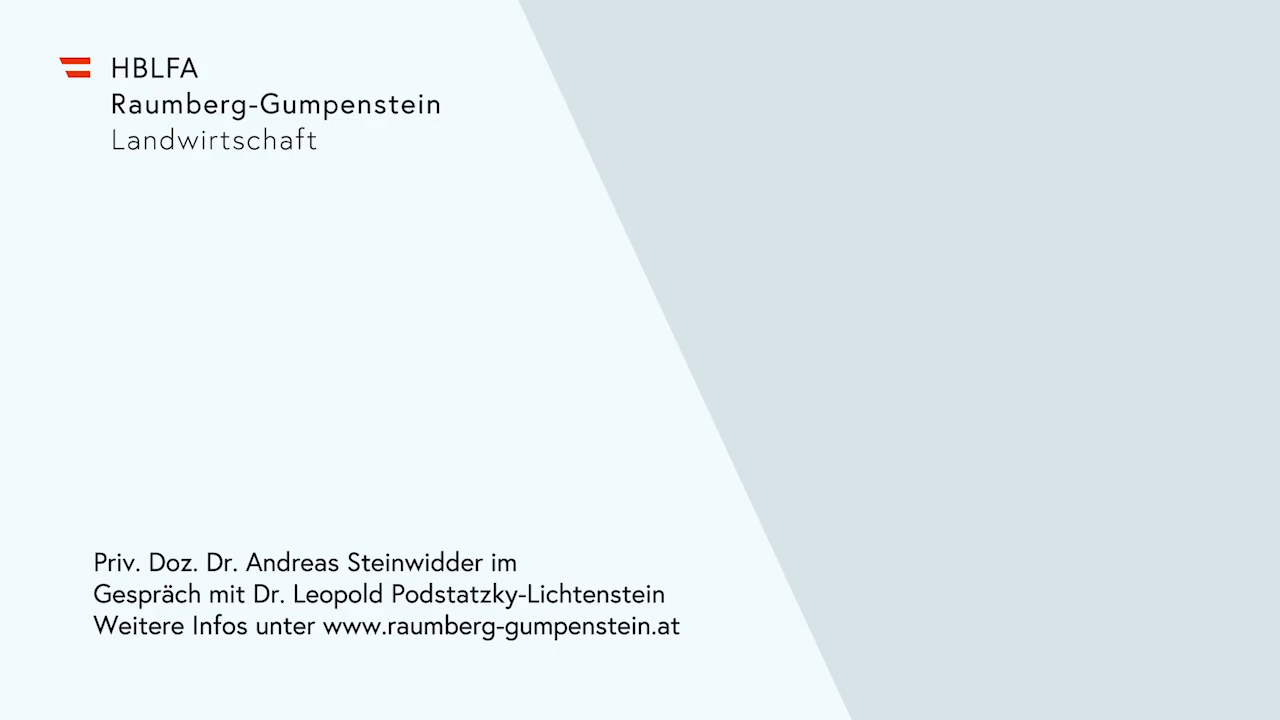 HBLFA
Raumberg-Gumpenstein
Landwirtschaft
Priv. Doz. Dr. Andreas Steinwidder im
Gespräch mit Dr. Leopold Podstatzky-Lichtenstein
Weitere Infos unter www.raumberg-gumpenstein.at